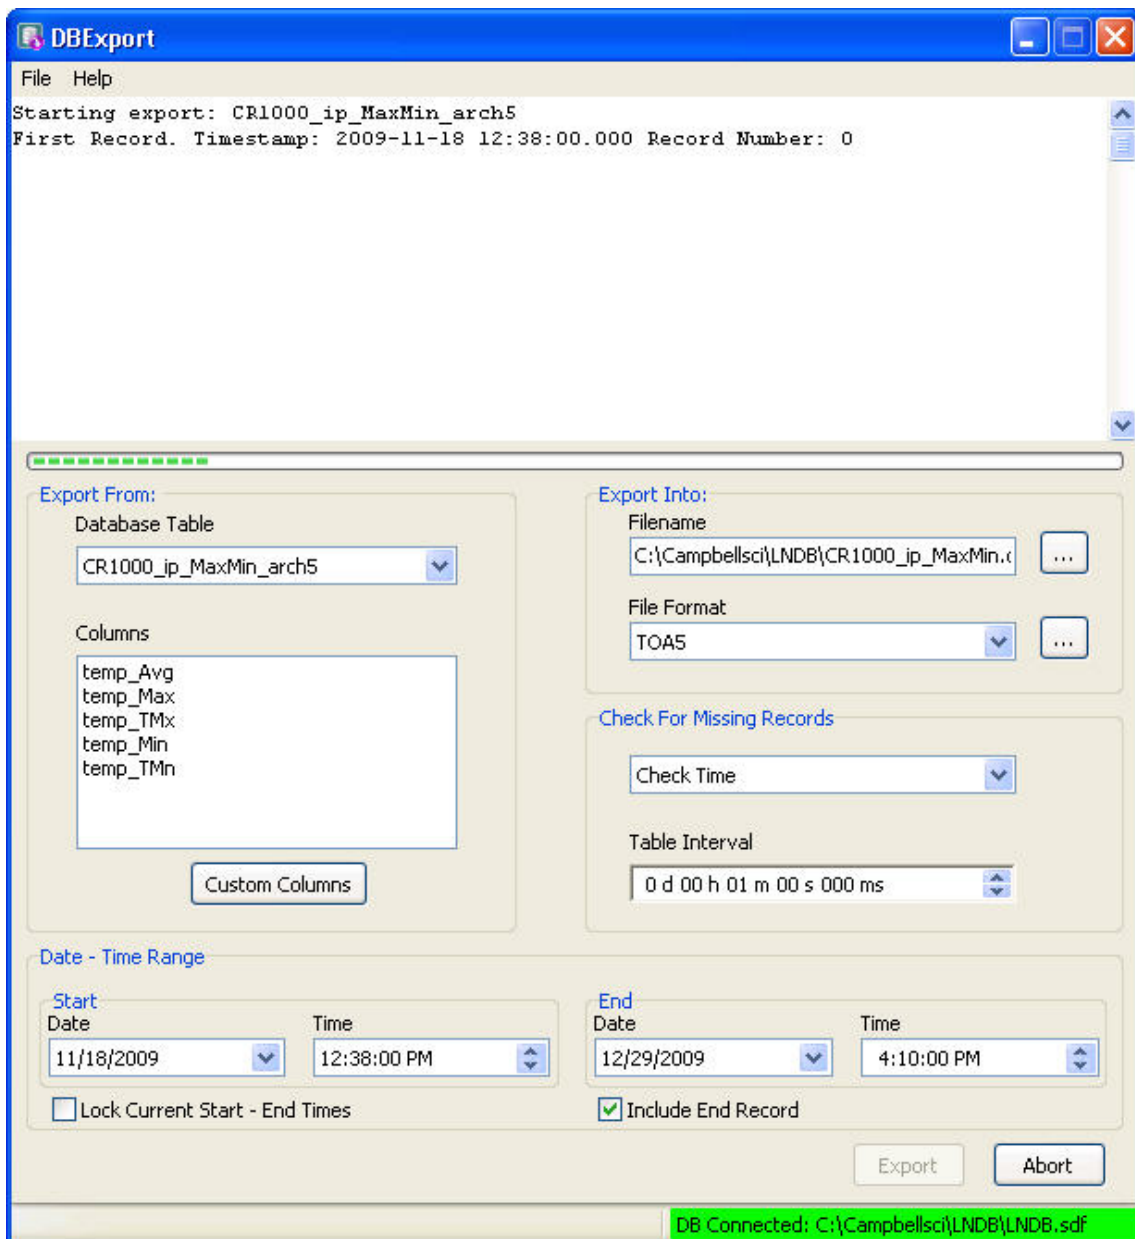 DBExport
File Help
Starting export: CR1000_ip_MaxMin_arch5
First Record. Timestamp: 2009-11-18 12:38:00.000 Record Number: 0
Export From:
Database Table
CR1000_ip_MaxMin_arch5
Columns
temp_Avg
temp_Max
temp_TMx
temp_Min
temp_TMn
Custom Columns
Export Into:
Filename
C:\Campbellsci\LNDB\CR1000_ip_MaxMin.
...
File Format
TOA5
...
Check For Missing Records
Check Time
Table Interval
0 d 00 h 01 m 00 s 000 ms
Date - Time Range
Start
Date Time
11/18/2009 12:38:00 PM
Lock Current Start - End Times
End
Date Time
12/29/2009 4:10:00 PM
Include End Record
Export Abort
DB Connected: C:\Campbellsci\LNDB\LNDB.sdf